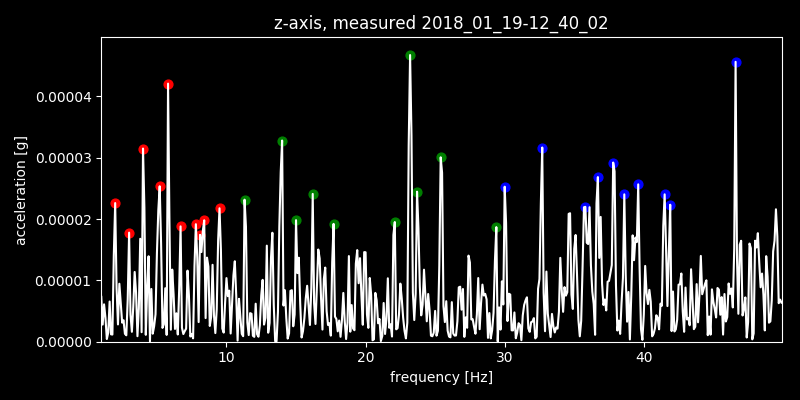 z-axis, measured 2018_01_19-12_40_02
0.00004
0.00003
0.00002
0.00001
0.00000
acceleration [g]
10 20 30 40
frequency [Hz]